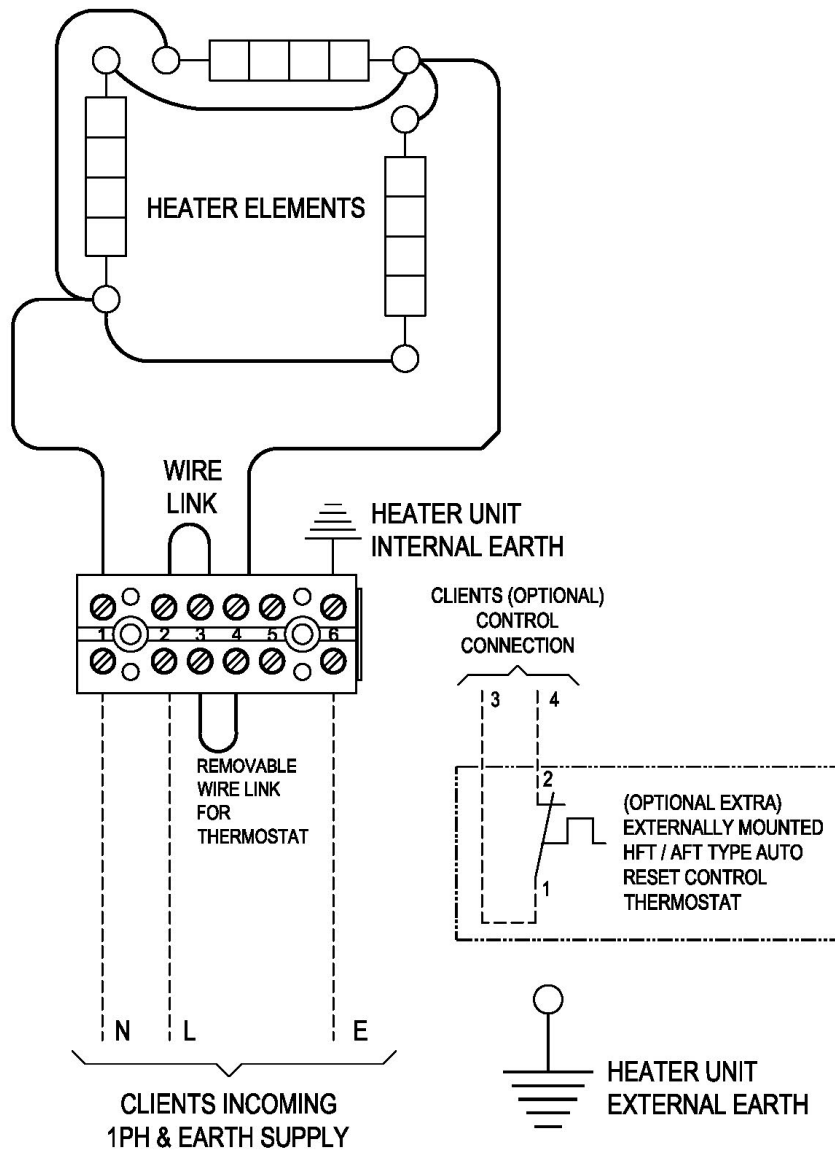 HEATER ELEMENTS
WIRE
LINK
HEATER UNIT
INTERNAL EARTH
1 2 3 4 5 6
CLIENTS (OPTIONAL)
CONTROL
CONNECTION
3 4
REMOVABLE
WIRE LINK
FOR
THERMOSTAT
2
1
(OPTIONAL EXTRA)
EXTERNALLY MOUNTED
HFT / AFT TYPE AUTO
RESET CONTROL
THERMOSTAT
N L E
CLIENTS INCOMING
1PH & EARTH SUPPLY
HEATER UNIT
EXTERNAL EARTH